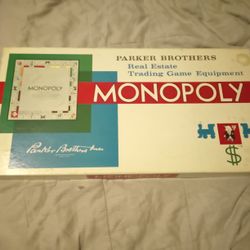 PARKER BROTHERS
Real Estate
Trading Game Equipment
MONOPOLY
MONOPOLY
Parker Brothers Inc
$